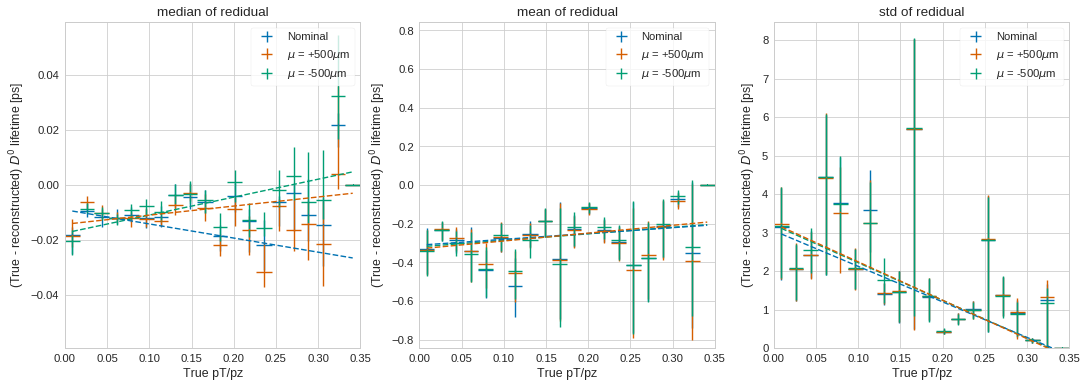 median of redidual
(True - reconstructed) D⁰ lifetime [ps]
0.04
0.02
0.00
−0.02
−0.04
0.00 0.05 0.10 0.15 0.20 0.25 0.30 0.35
True pT/pz
Nominal
μ = +500μm
μ = -500μm
mean of redidual
(True - reconstructed) D⁰ lifetime [ps]
0.8
0.6
0.4
0.2
0.0
−0.2
−0.4
−0.6
−0.8
0.00 0.05 0.10 0.15 0.20 0.25 0.30 0.35
True pT/pz
Nominal
μ = +500μm
μ = -500μm
std of redidual
(True - reconstructed) D⁰ lifetime [ps]
8
7
6
5
4
3
2
1
0
0.00 0.05 0.10 0.15 0.20 0.25 0.30 0.35
True pT/pz
Nominal
μ = +500μm
μ = -500μm